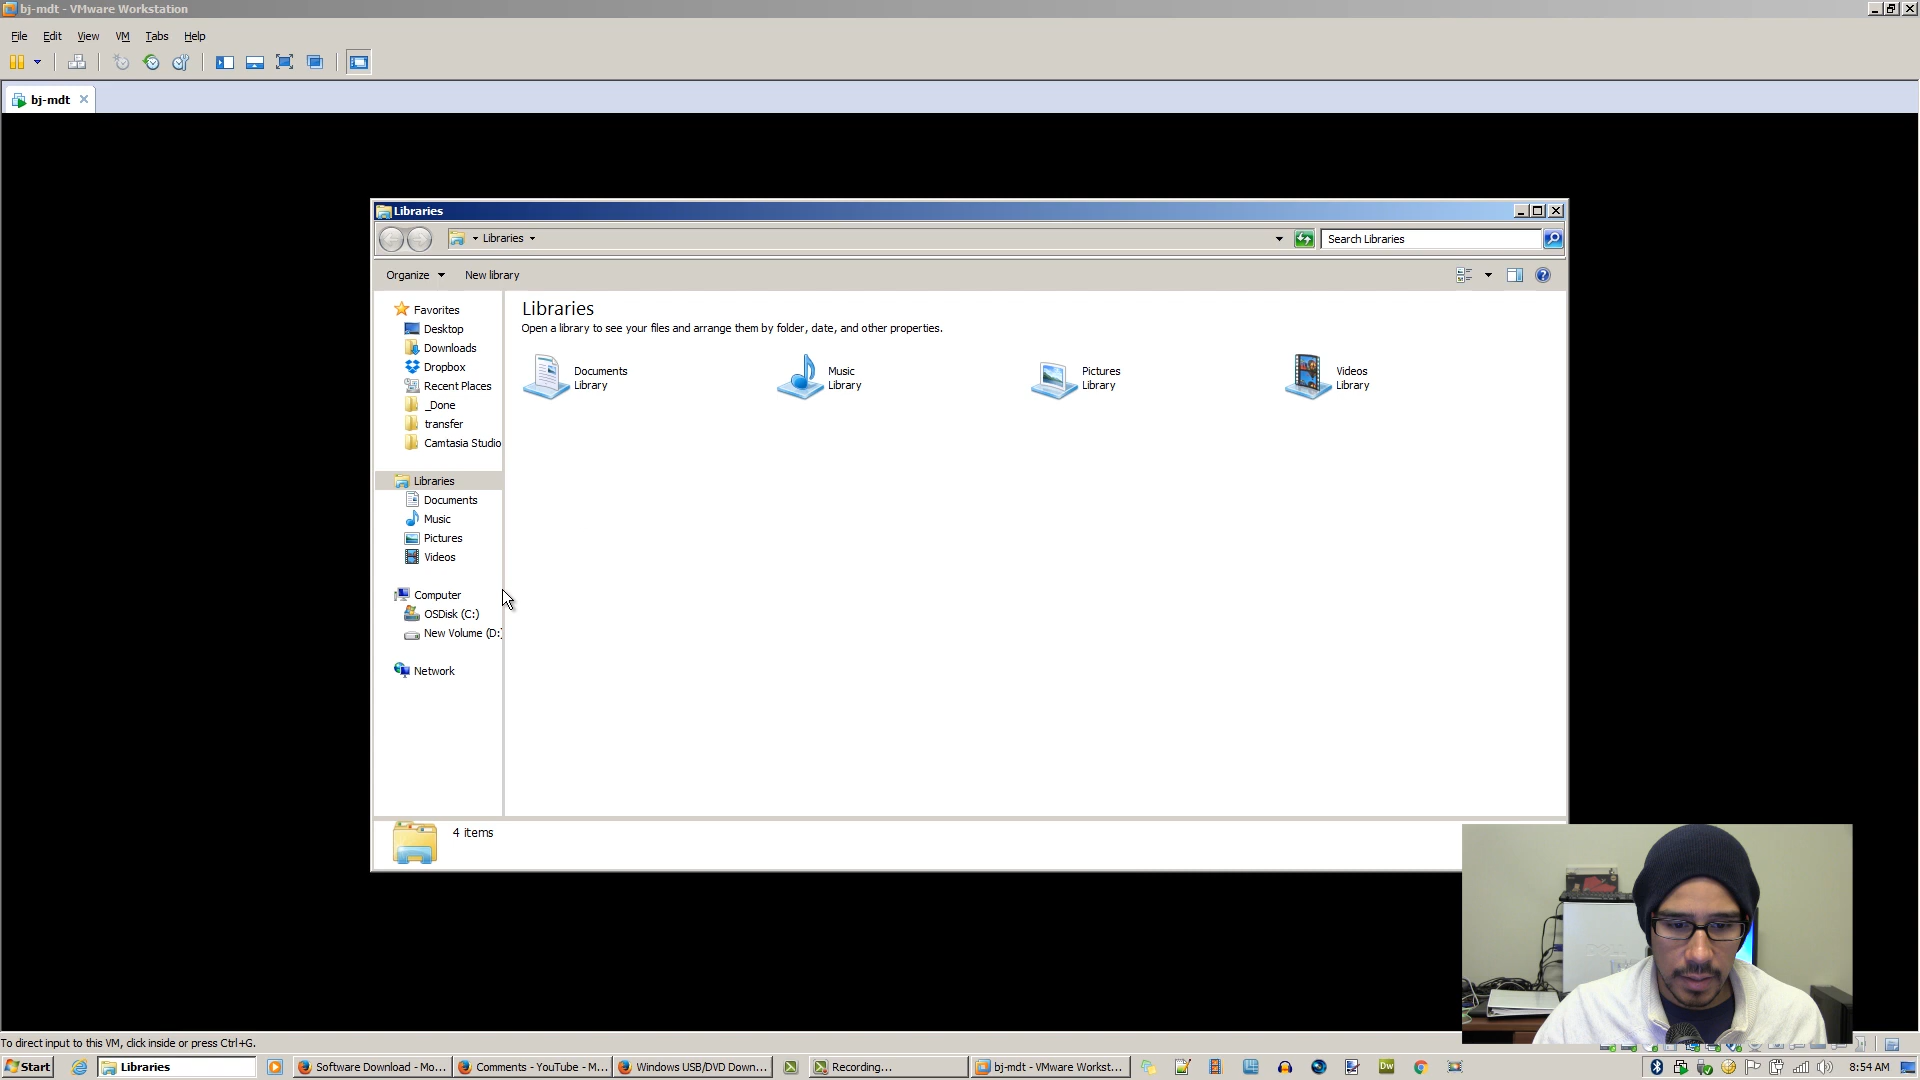 bj-mdt - VMware Workstation
File Edit View VM Tabs Help
bj-mdt
Libraries
Libraries
Search Libraries
Organize New library
Favorites
Desktop
Downloads
Dropbox
Recent Places
_Done
transfer
Camtasia Studio
Libraries
Documents
Music
Pictures
Videos
Computer
OSDisk (C:)
New Volume (D:)
Network
Libraries
Open a library to see your files and arrange them by folder, date, and other properties.
Documents
Library
Music
Library
Pictures
Library
Videos
Library
4 items
DELL
To direct input to this VM, click inside or press Ctrl+G.
Start Libraries Software Download - Mo... Comments - YouTube - M... Windows USB/DVD Down... Recording... bj-mdt - VMware Workst... Dw 8:54 AM